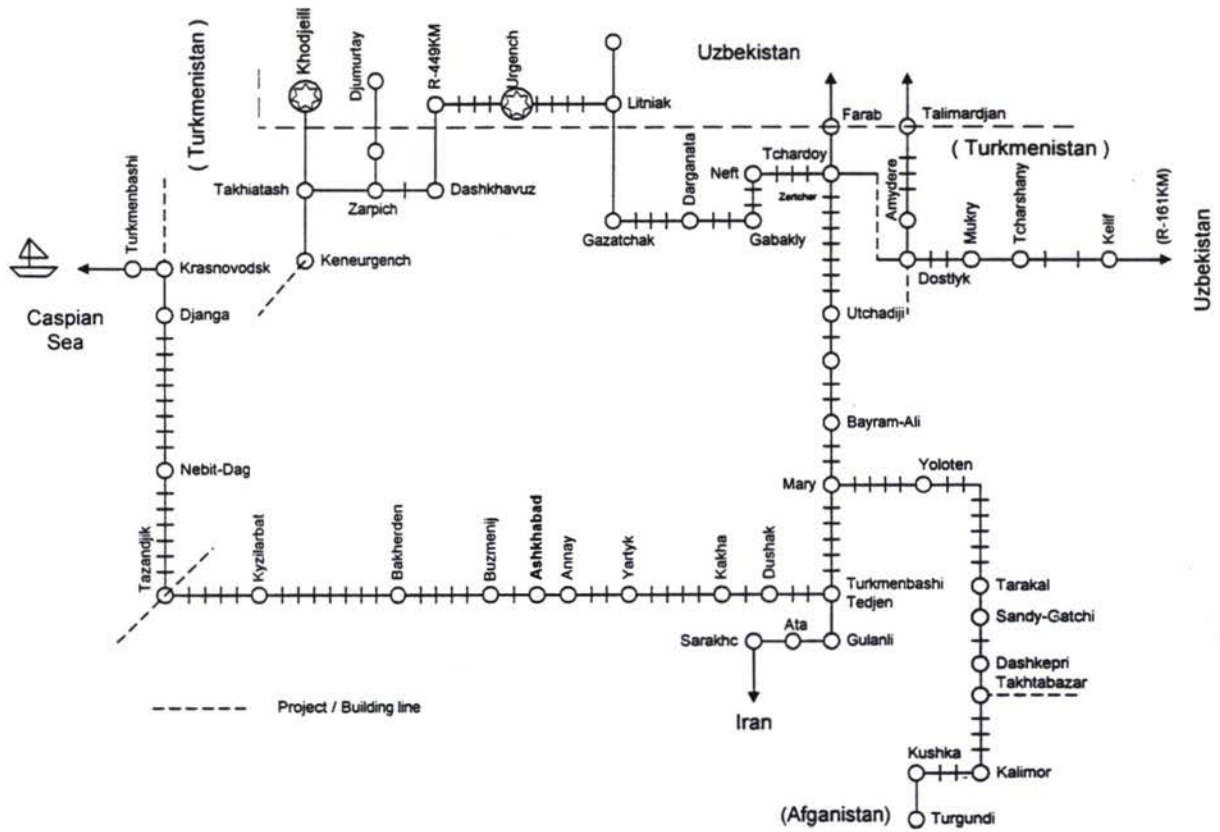 Uzbekistan
( Turkmenistan )
Khodjeili
Djumurtay
R-449KM
Urgench
Litniak
Farab
Talimardjan
( Turkmenistan )
Takhiatash
Zarpich
Dashkhavuz
Neft
Tchardoy
Zericher
Darganata
Gazatchak
Gabakly
Amydere
Mukry
Tcharshany
Kelif
(R-161KM)
Uzbekistan
Dostlyk
Turkmenbashi
Krasnovodsk
Keneurgench
Djanga
Caspian
Sea
Utchadiji
Bayram-Ali
Nebit-Dag
Mary
Yoloten
Tazandjik
Kyzilarbat
Bakherden
Buzmenij
Ashkhabad
Annay
Yartyk
Kakha
Dushak
Turkmenbashi
Tedjen
Tarakal
Sandy-Gatchi
Sarakhc
Ata
Gulanli
Dashkepri
Takhtabazar
Project / Building line
Iran
Kushka
Kalimor
(Afganistan)
Turgundi